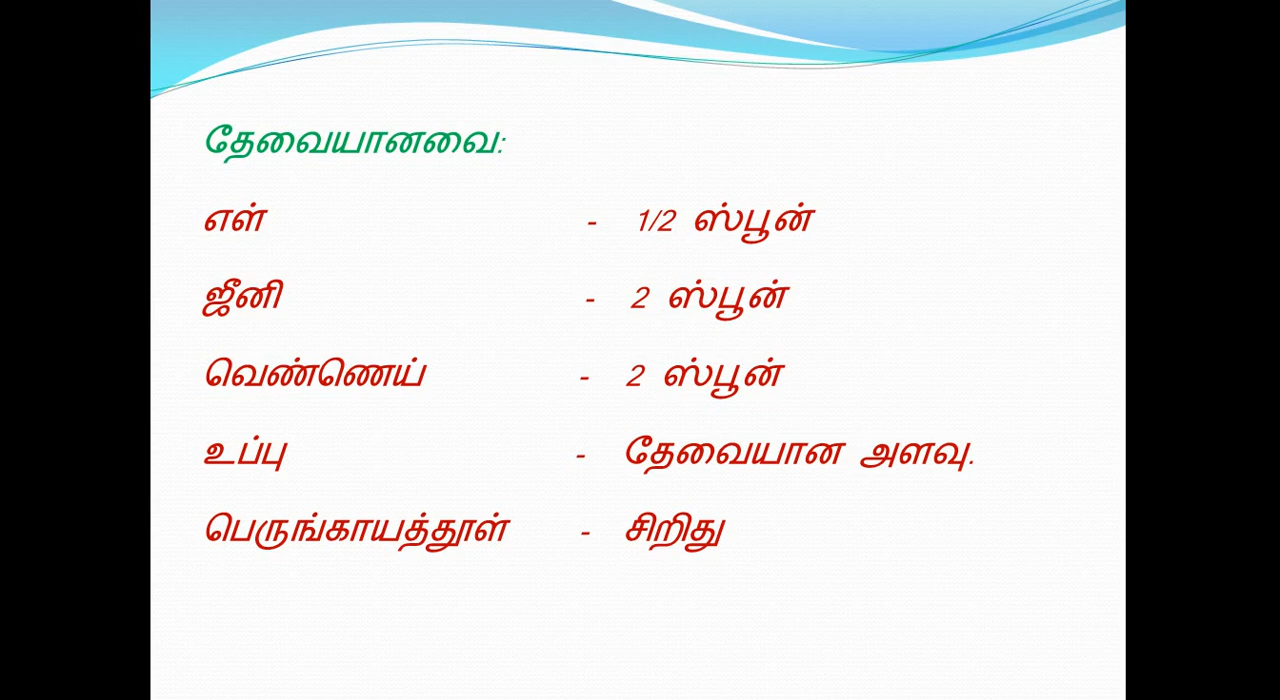 தேவையானவை:
எள் - 1/2 ஸ்பூன்
ஜீனி - 2 ஸ்பூன்
வெண்ணெய் - 2 ஸ்பூன்
உப்பு - தேவையான அளவு.
பெருங்காயத்தூள் - சிறிது